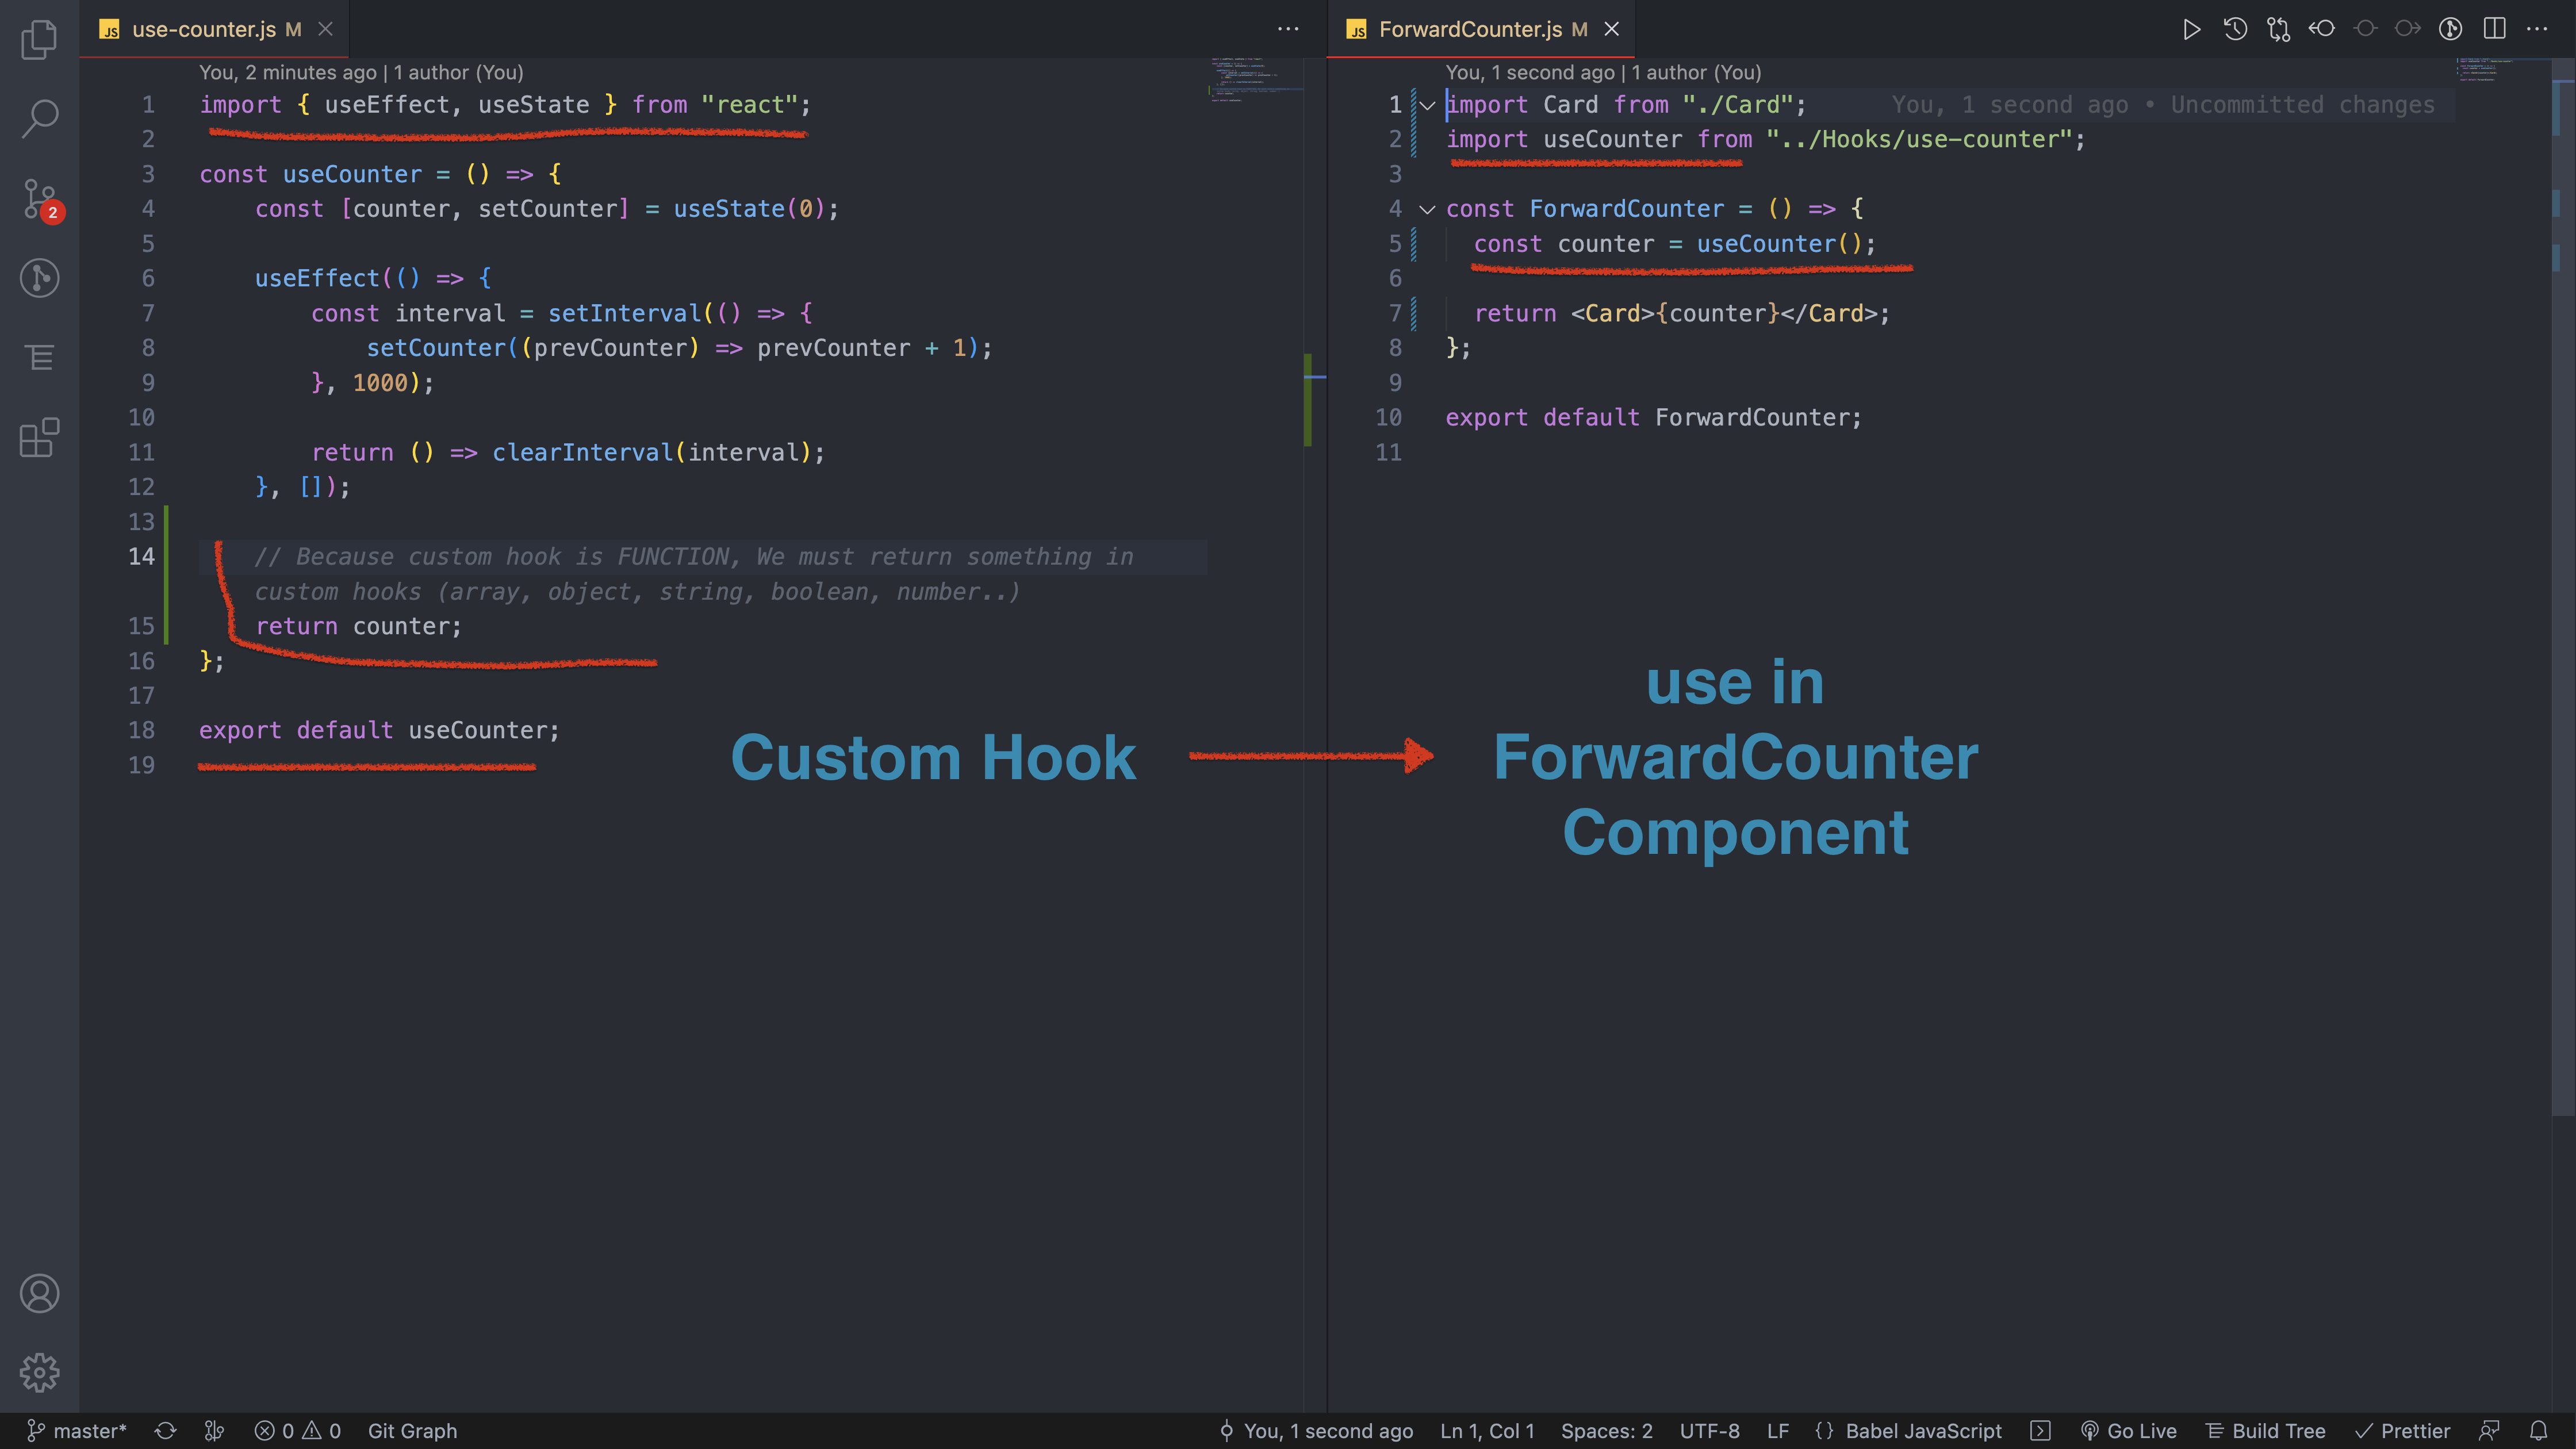 use-counter.js M
You, 2 minutes ago | 1 author (You)
1 import { useEffect, useState } from "react";
2
3 const useCounter = () => {
4 const [counter, setCounter] = useState(0);
5
6 useEffect(() => {
7 const interval = setInterval(() => {
8 setCounter((prevCounter) => prevCounter + 1);
9 }, 1000);
10
11 return () => clearInterval(interval);
12 }, []);
13
14 // Because custom hook is FUNCTION, We must return something in
custom hooks (array, object, string, boolean, number..)
15 return counter;
16 };
17
18 export default useCounter;
19
Custom Hook
JS ForwardCounter.js M
You, 1 second ago | 1 author (You)
1 import Card from "./Card"; You, 1 second ago • Uncommitted changes
2 import useCounter from "../Hooks/use-counter";
3
4 const ForwardCounter = () => {
5 const counter = useCounter();
6
7 return <Card>{counter}</Card>;
8 };
9
10 export default ForwardCounter;
11
use in
ForwardCounter
Component
2
master* 0 0 Git Graph You, 1 second ago Ln 1, Col 1 Spaces: 2 UTF-8 LF {} Babel JavaScript Go Live Build Tree Prettier